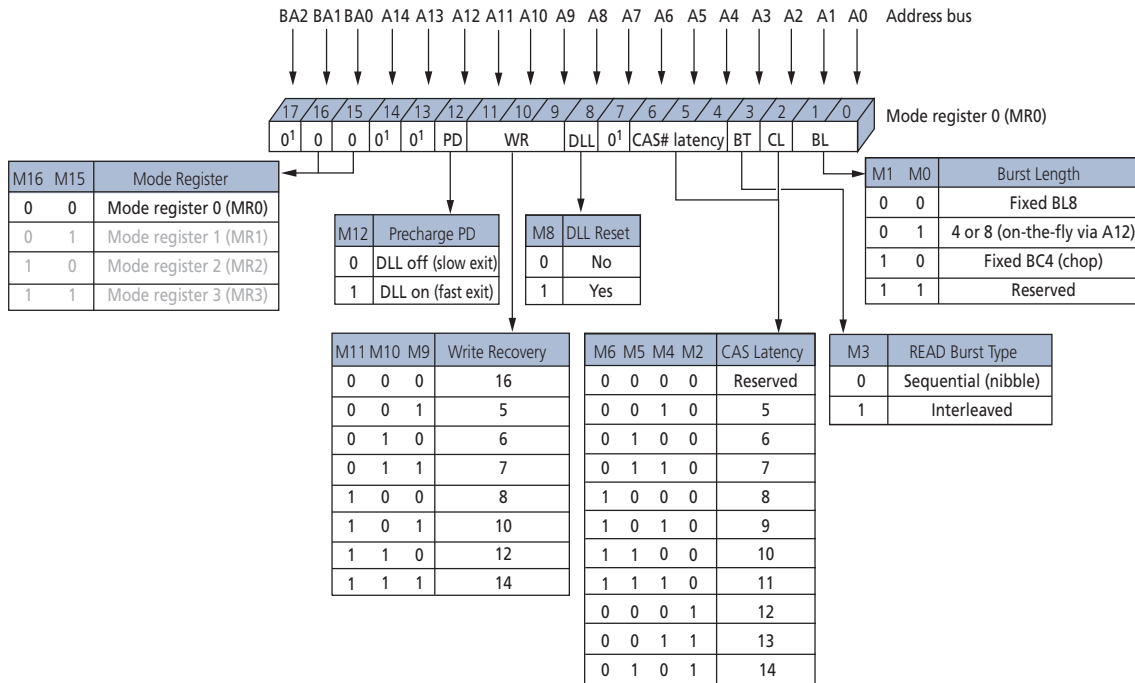 BA2 BA1 BA0 A14 A13 A12 A11 A10 A9 A8 A7 A6 A5 A4 A3 A2 A1 A0 Address bus
17 16 15 14 13 12 11 10 9 8 7 6 5 4 3 2 1 0
Mode register 0 (MR0)
0¹ 0 0 0¹ 0¹ PD WR DLL 0¹ CAS# latency BT CL BL
M16 M15 Mode Register
0 0 Mode register 0 (MR0)
0 1 Mode register 1 (MR1)
1 0 Mode register 2 (MR2)
1 1 Mode register 3 (MR3)
M12 Precharge PD
0 DLL off (slow exit)
1 DLL on (fast exit)
M8 DLL Reset
0 No
1 Yes
M1 M0 Burst Length
0 0 Fixed BL8
0 1 4 or 8 (on-the-fly via A12)
1 0 Fixed BC4 (chop)
1 1 Reserved
M11 M10 M9 Write Recovery
0 0 0 16
0 0 1 5
0 1 0 6
0 1 1 7
1 0 0 8
1 0 1 10
1 1 0 12
1 1 1 14
M6 M5 M4 M2 CAS Latency
0 0 0 0 Reserved
0 0 1 0 5
0 1 0 0 6
0 1 1 0 7
1 0 0 0 8
1 0 1 0 9
1 1 0 0 10
1 1 1 0 11
0 0 0 1 12
0 0 1 1 13
0 1 0 1 14
M3 READ Burst Type
0 Sequential (nibble)
1 Interleaved